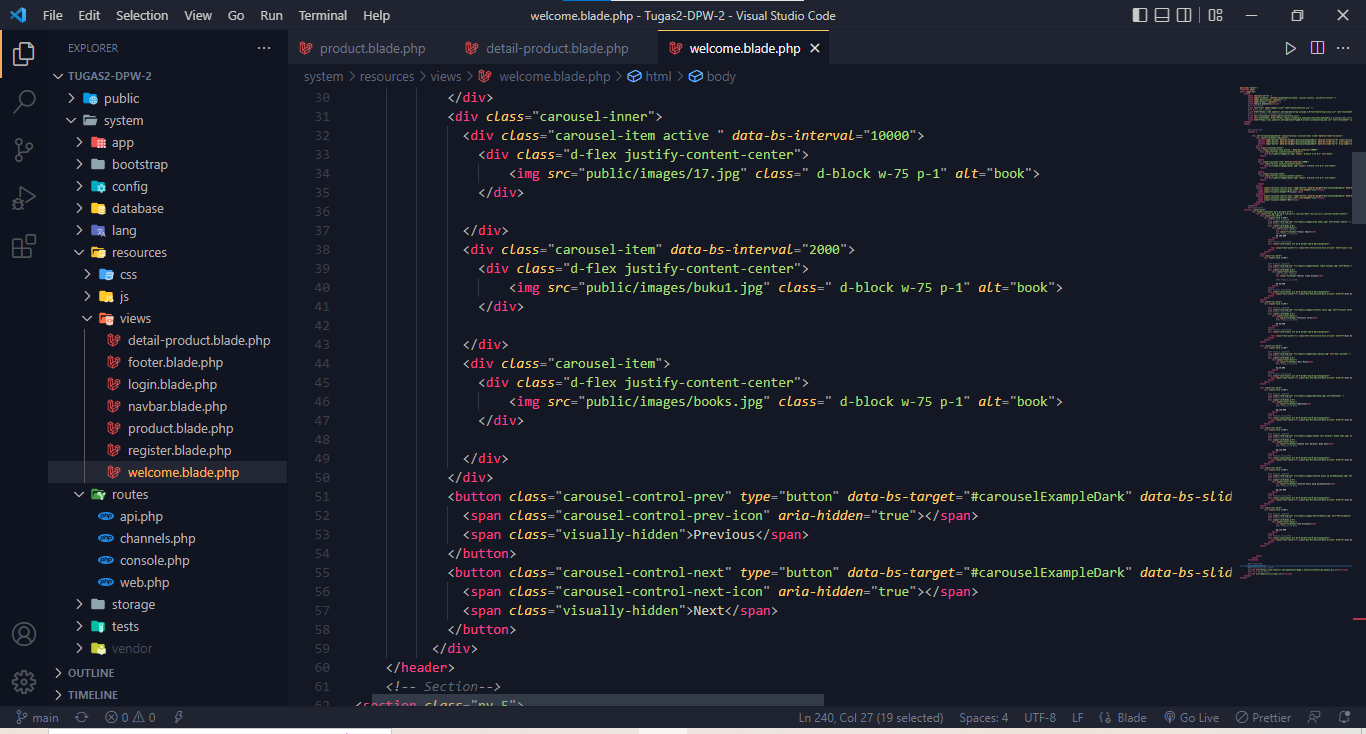 File Edit Selection View Go Run Terminal Help welcome.blade.php - Tugas2-DPW-2 - Visual Studio Code
EXPLORER
product.blade.php detail-product.blade.php welcome.blade.php
system > resources > views > welcome.blade.php > html > body
TUGAS2-DPW-2
public
system
app
bootstrap
config
database
lang
resources
css
js
views
detail-product.blade.php
footer.blade.php
login.blade.php
navbar.blade.php
product.blade.php
register.blade.php
welcome.blade.php
routes
api.php
channels.php
console.php
web.php
storage
tests
vendor
OUTLINE
TIMELINE
30 </div>
31 <div class="carousel-inner">
32 <div class="carousel-item active " data-bs-interval="10000">
33 <div class="d-flex justify-content-center">
34 <img src="public/images/17.jpg" class=" d-block w-75 p-1" alt="book">
35 </div>
36
37 </div>
38 <div class="carousel-item" data-bs-interval="2000">
39 <div class="d-flex justify-content-center">
40 <img src="public/images/buku1.jpg" class=" d-block w-75 p-1" alt="book">
41 </div>
42
43 </div>
44 <div class="carousel-item">
45 <div class="d-flex justify-content-center">
46 <img src="public/images/books.jpg" class=" d-block w-75 p-1" alt="book">
47 </div>
48
49 </div>
50 </div>
51 <button class="carousel-control-prev" type="button" data-bs-target="#carouselExampleDark" data-bs-slid
52 <span class="carousel-control-prev-icon" aria-hidden="true"></span>
53 <span class="visually-hidden">Previous</span>
54 </button>
55 <button class="carousel-control-next" type="button" data-bs-target="#carouselExampleDark" data-bs-slid
56 <span class="carousel-control-next-icon" aria-hidden="true"></span>
57 <span class="visually-hidden">Next</span>
58 </button>
59 </div>
60 </header>
61 <!-- Section-->
62 <section class="py-5">
main 0 0 Ln 240, Col 27 (19 selected) Spaces: 4 UTF-8 LF Blade Go Live Prettier